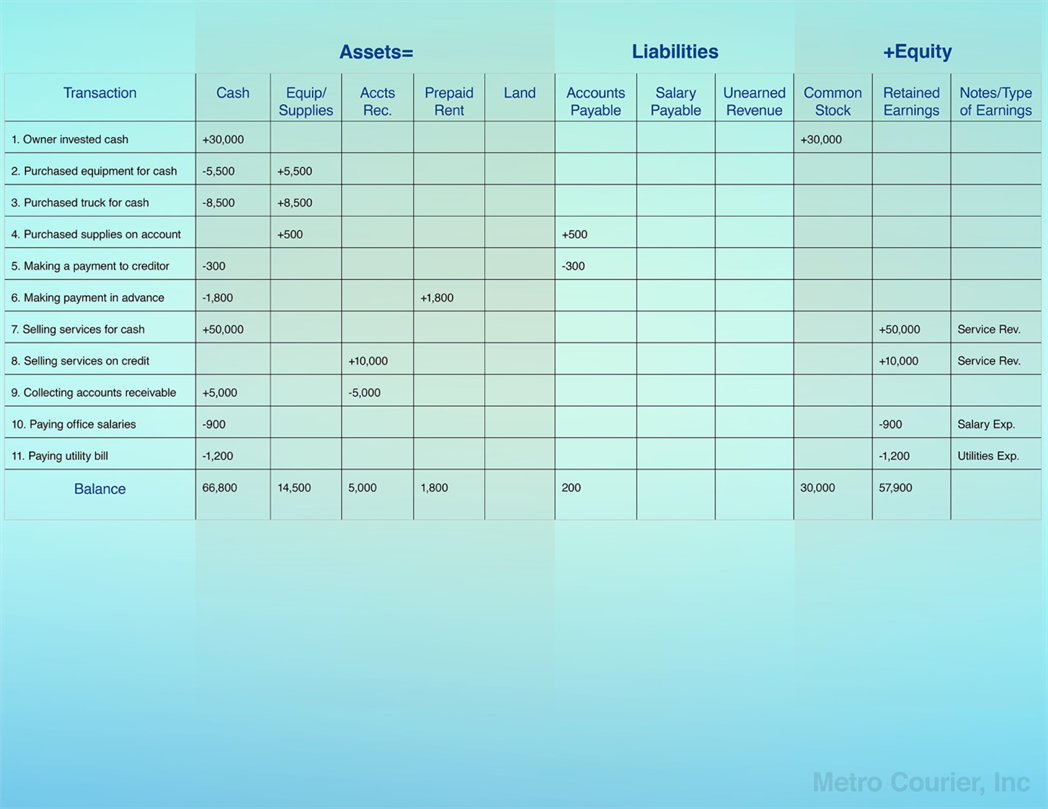 Assets= Liabilities +Equity
Transaction Cash Equip/ Supplies Accts Rec. Prepaid Rent Land Accounts Payable Salary Payable Unearned Revenue Common Stock Retained Earnings Notes/Type of Earnings
1. Owner invested cash +30,000 +30,000
2. Purchased equipment for cash -5,500 +5,500
3. Purchased truck for cash -8,500 +8,500
4. Purchased supplies on account +500 +500
5. Making a payment to creditor -300 -300
6. Making payment in advance -1,800 +1,800
7. Selling services for cash +50,000 +50,000 Service Rev.
8. Selling services on credit +10,000 +10,000 Service Rev.
9. Collecting accounts receivable +5,000 -5,000
10. Paying office salaries -900 -900 Salary Exp.
11. Paying utility bill -1,200 -1,200 Utilities Exp.
Balance 66,800 14,500 5,000 1,800 200 30,000 57,900
Metro Courier, Inc